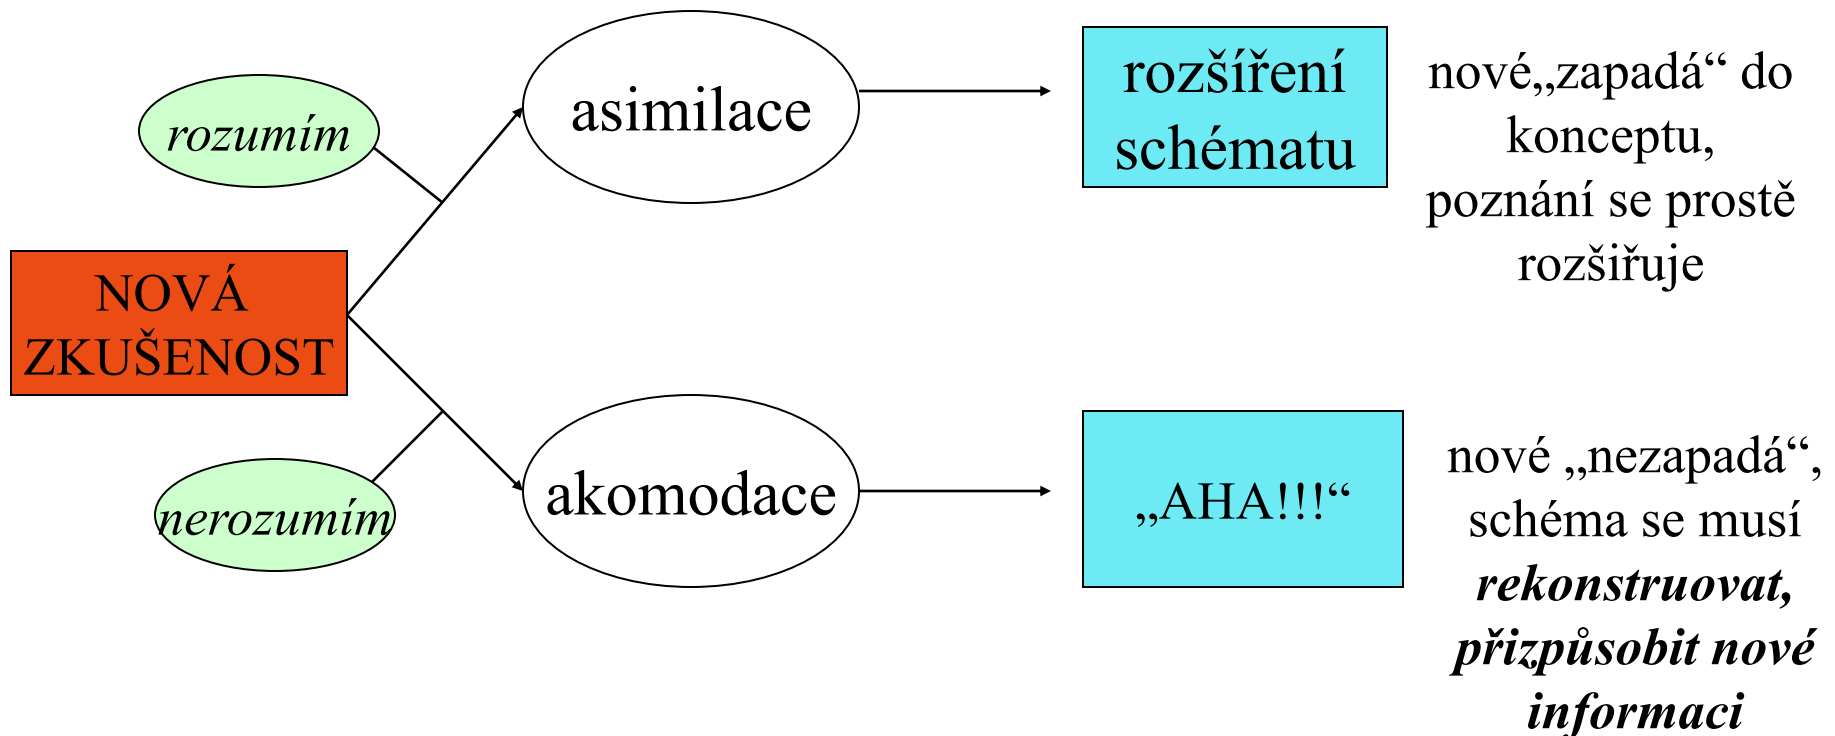 rozumím
asimilace
rozšíření
schématu
nové„zapadá“ do
konceptu,
poznání se prostě
rozšiřuje
NOVÁ
ZKUŠENOST
nerozumím
akomodace
„AHA!!!“
nové „nezapadá“,
schéma se musí
rekonstruovat,
přizpůsobit nové
informaci